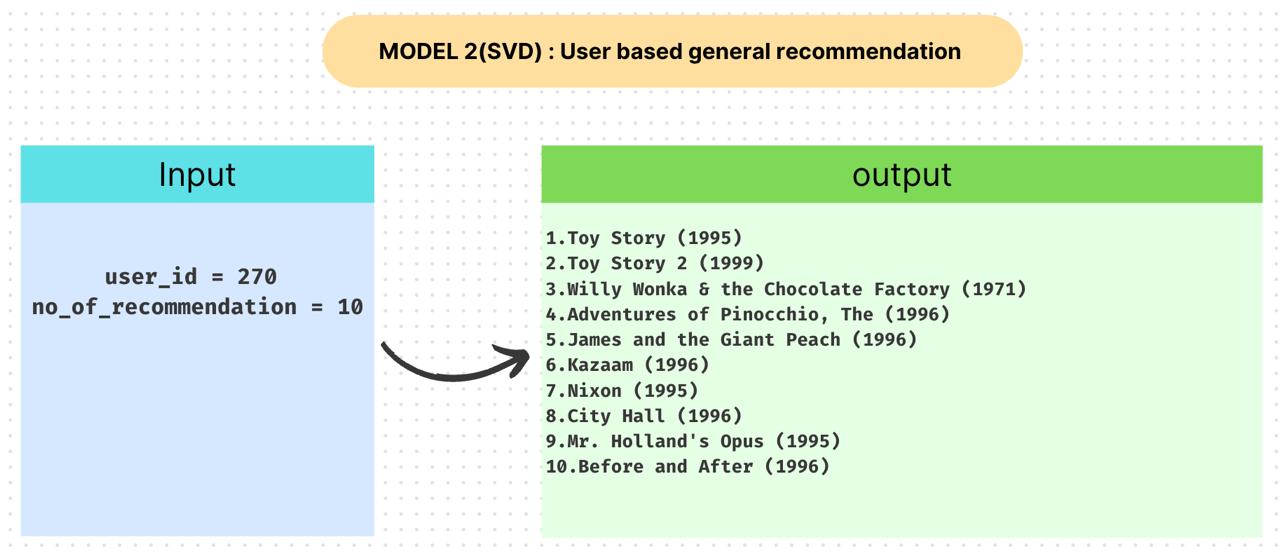 MODEL 2(SVD) : User based general recommendation
Input
user_id = 270
no_of_recommendation = 10
output
1.Toy Story (1995)
2.Toy Story 2 (1999)
3.Willy Wonka & the Chocolate Factory (1971)
4.Adventures of Pinocchio, The (1996)
5.James and the Giant Peach (1996)
6.Kazaam (1996)
7.Nixon (1995)
8.City Hall (1996)
9.Mr. Holland's Opus (1995)
10.Before and After (1996)